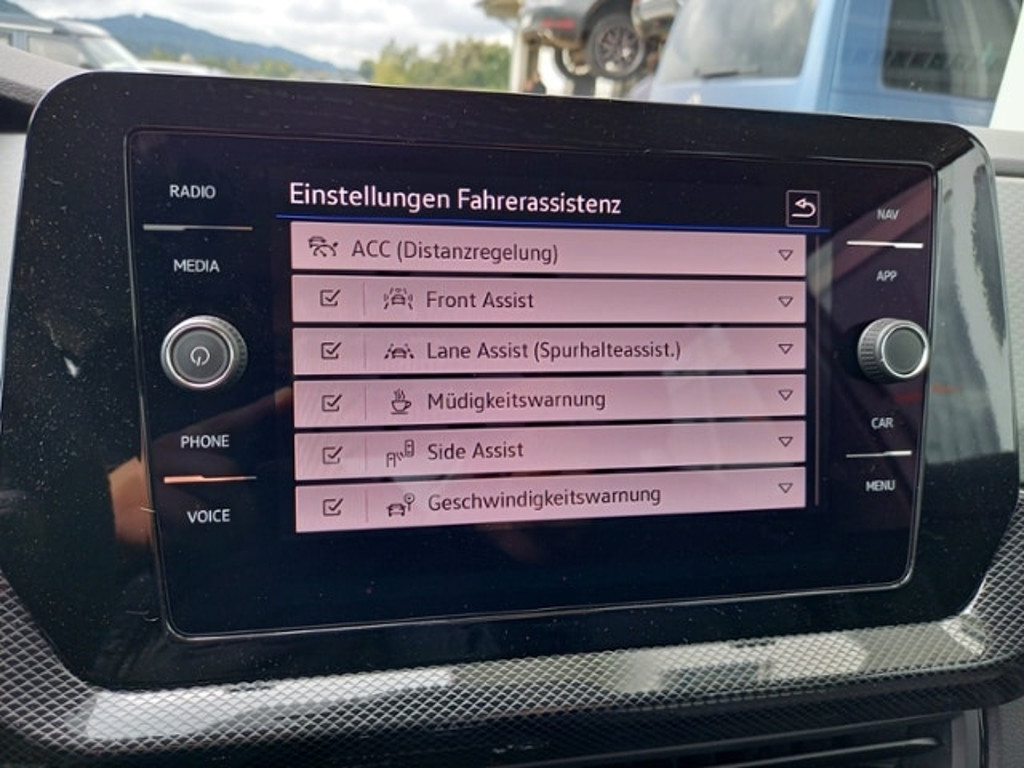 RADIO
MEDIA
PHONE
VOICE
Einstellungen Fahrerassistenz
ACC (Distanzregelung)
Front Assist
Lane Assist (Spurhalteassist.)
Müdigkeitswarnung
Side Assist
Geschwindigkeitswarnung
NAV
APP
CAR
MENU